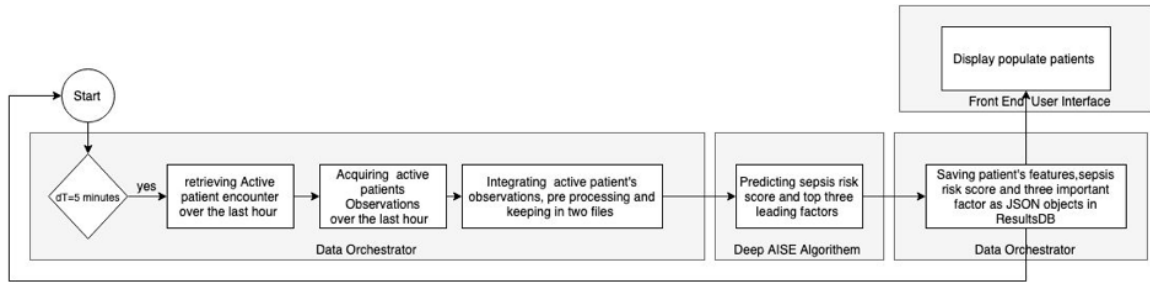 Display populate patients
Front End User Interface
Start
dT=5 minutes
yes
retrieving Active
patient encounter
over the last hour
Acquiring active
patients
Observations
over the last hour
Integrating active patient's
observations, pre processing and
keeping in two files
Data Orchestrator
Predicting sepsis risk
score and top three
leading factors
Deep AISE Algorithem
Saving patient's features,sepsis
risk score and three important
factor as JSON objects in
ResultsDB
Data Orchestrator